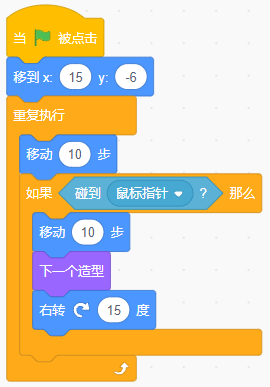 当 被点击
移到 x: 15 y: -6
重复执行
移动 10 步
如果 碰到 鼠标指针 ? 那么
移动 10 步
下一个造型
右转 15 度